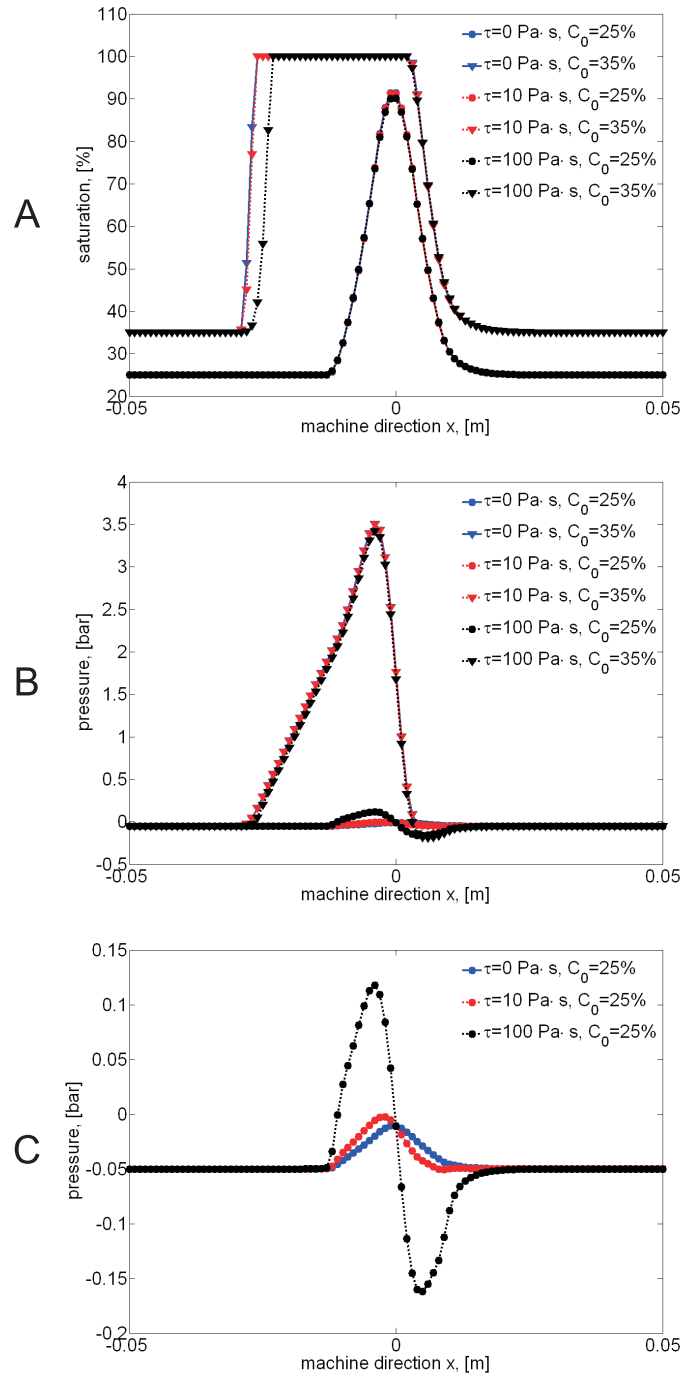 A
saturation, [%]
110
100
90
80
70
60
50
40
30
20
-0.05
0
0.05
machine direction x, [m]
τ=0 Pa· s, C0=25%
τ=0 Pa· s, C0=35%
τ=10 Pa· s, C0=25%
τ=10 Pa· s, C0=35%
τ=100 Pa· s, C0=25%
τ=100 Pa· s, C0=35%
B
pressure, [bar]
4
3.5
3
2.5
2
1.5
1
0.5
0
-0.5
-0.05
0
0.05
machine direction x, [m]
τ=0 Pa· s, C0=25%
τ=0 Pa· s, C0=35%
τ=10 Pa· s, C0=25%
τ=10 Pa· s, C0=35%
τ=100 Pa· s, C0=25%
τ=100 Pa· s, C0=35%
C
pressure, [bar]
0.15
0.1
0.05
0
-0.05
-0.1
-0.15
-0.2
-0.05
0
0.05
machine direction x, [m]
τ=0 Pa· s, C0=25%
τ=10 Pa· s, C0=25%
τ=100 Pa· s, C0=25%